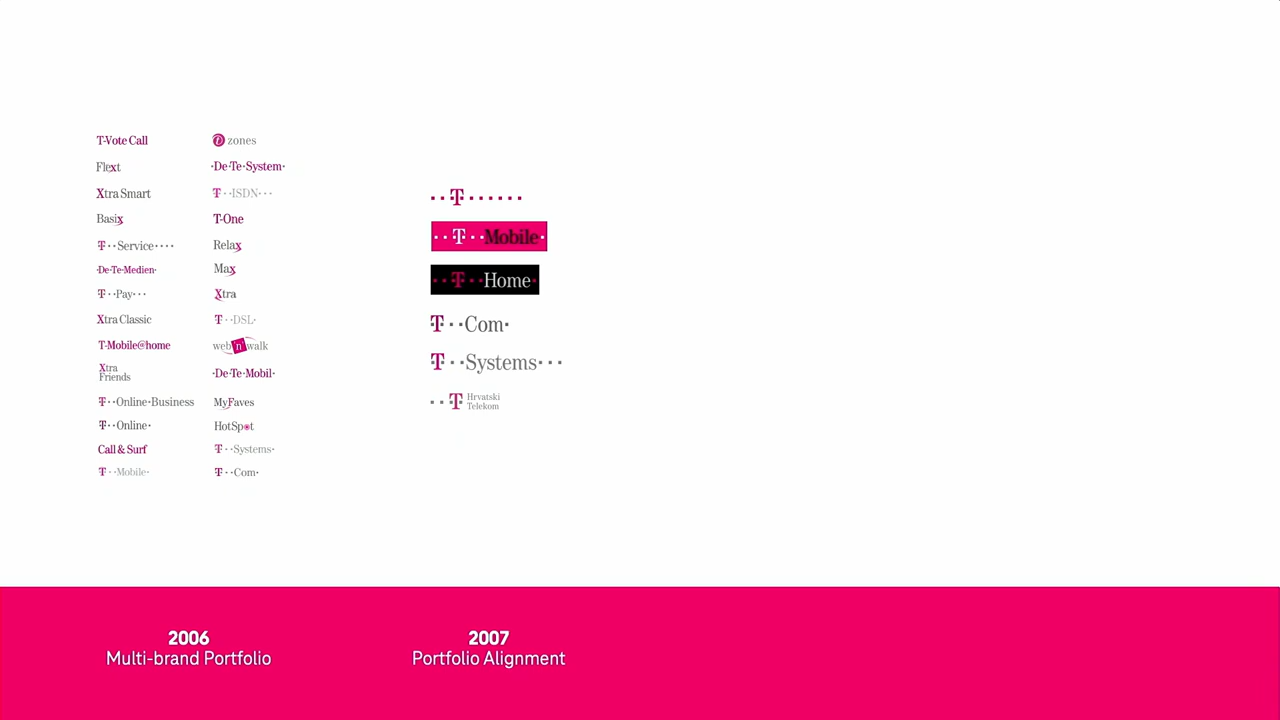 T-Vote Call
Flext
Xtra Smart
Basix
T··Service····
·De·Te·Medien·
T··Pay···
Xtra Classic
T-Mobile@home
Xtra
Friends
T··Online·Business
T··Online·
Call & Surf
T··Mobile·
zones
·De·Te·System·
T··ISDN···
T-One
Relax
Max
Xtra
T··DSL·
web'n'walk
·De·Te·Mobil·
MyFaves
HotSpot
T··Systems·
T··Com·
··T······
··T··Mobile·
··T··Home·
T··Com·
T··Systems···
··T Hrvatski
Telekom
2006
Multi-brand Portfolio
2007
Portfolio Alignment